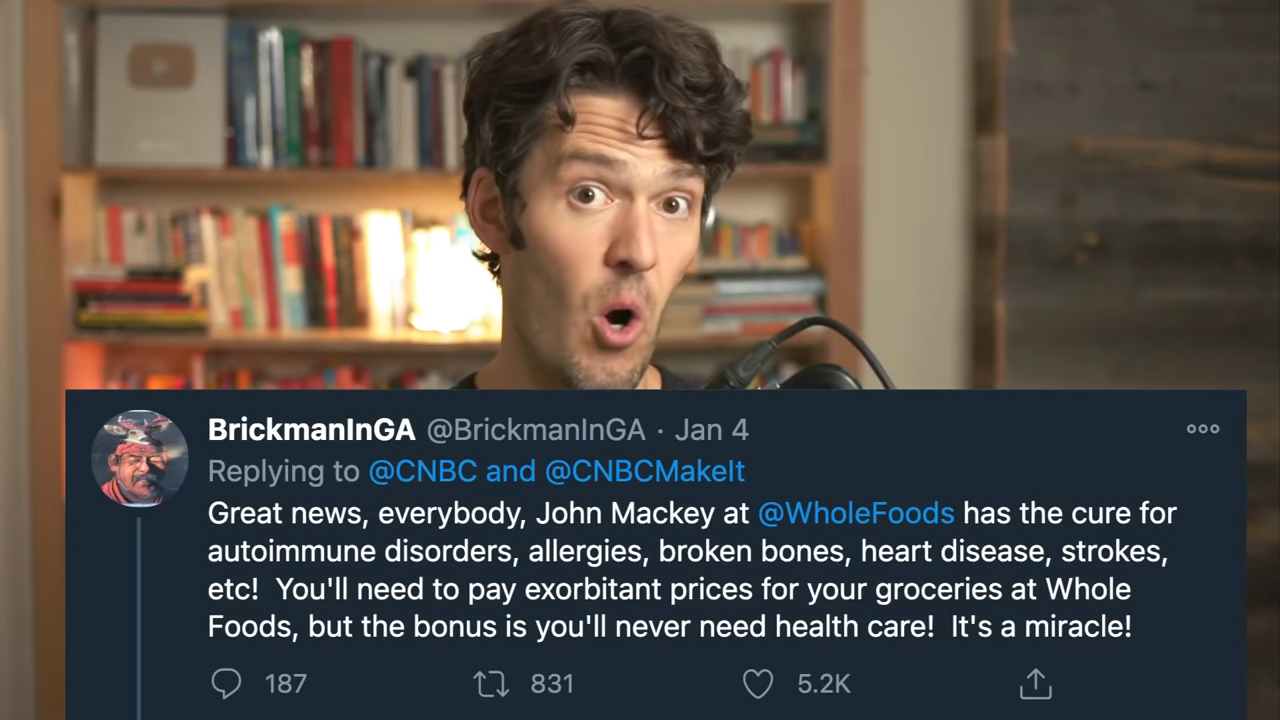 BrickmanInGA @BrickmanInGA · Jan 4
Replying to @CNBC and @CNBCMakeIt
Great news, everybody, John Mackey at @WholeFoods has the cure for
autoimmune disorders, allergies, broken bones, heart disease, strokes,
etc!  You'll need to pay exorbitant prices for your groceries at Whole
Foods, but the bonus is you'll never need health care!  It's a miracle!
187 831 5.2K